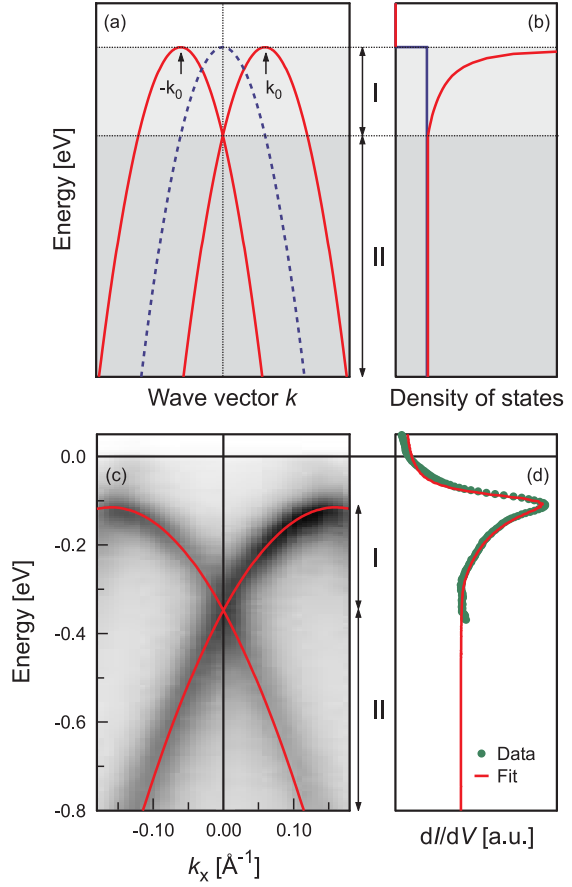 (a)
(b)
-k₀
k₀
I
II
Energy [eV]
Wave vector k
Density of states
(c)
(d)
0.0
-0.2
-0.4
-0.6
-0.8
Energy [eV]
I
II
Data
Fit
-0.10
0.00
0.10
kₓ [Å⁻¹]
dI/dV [a.u.]